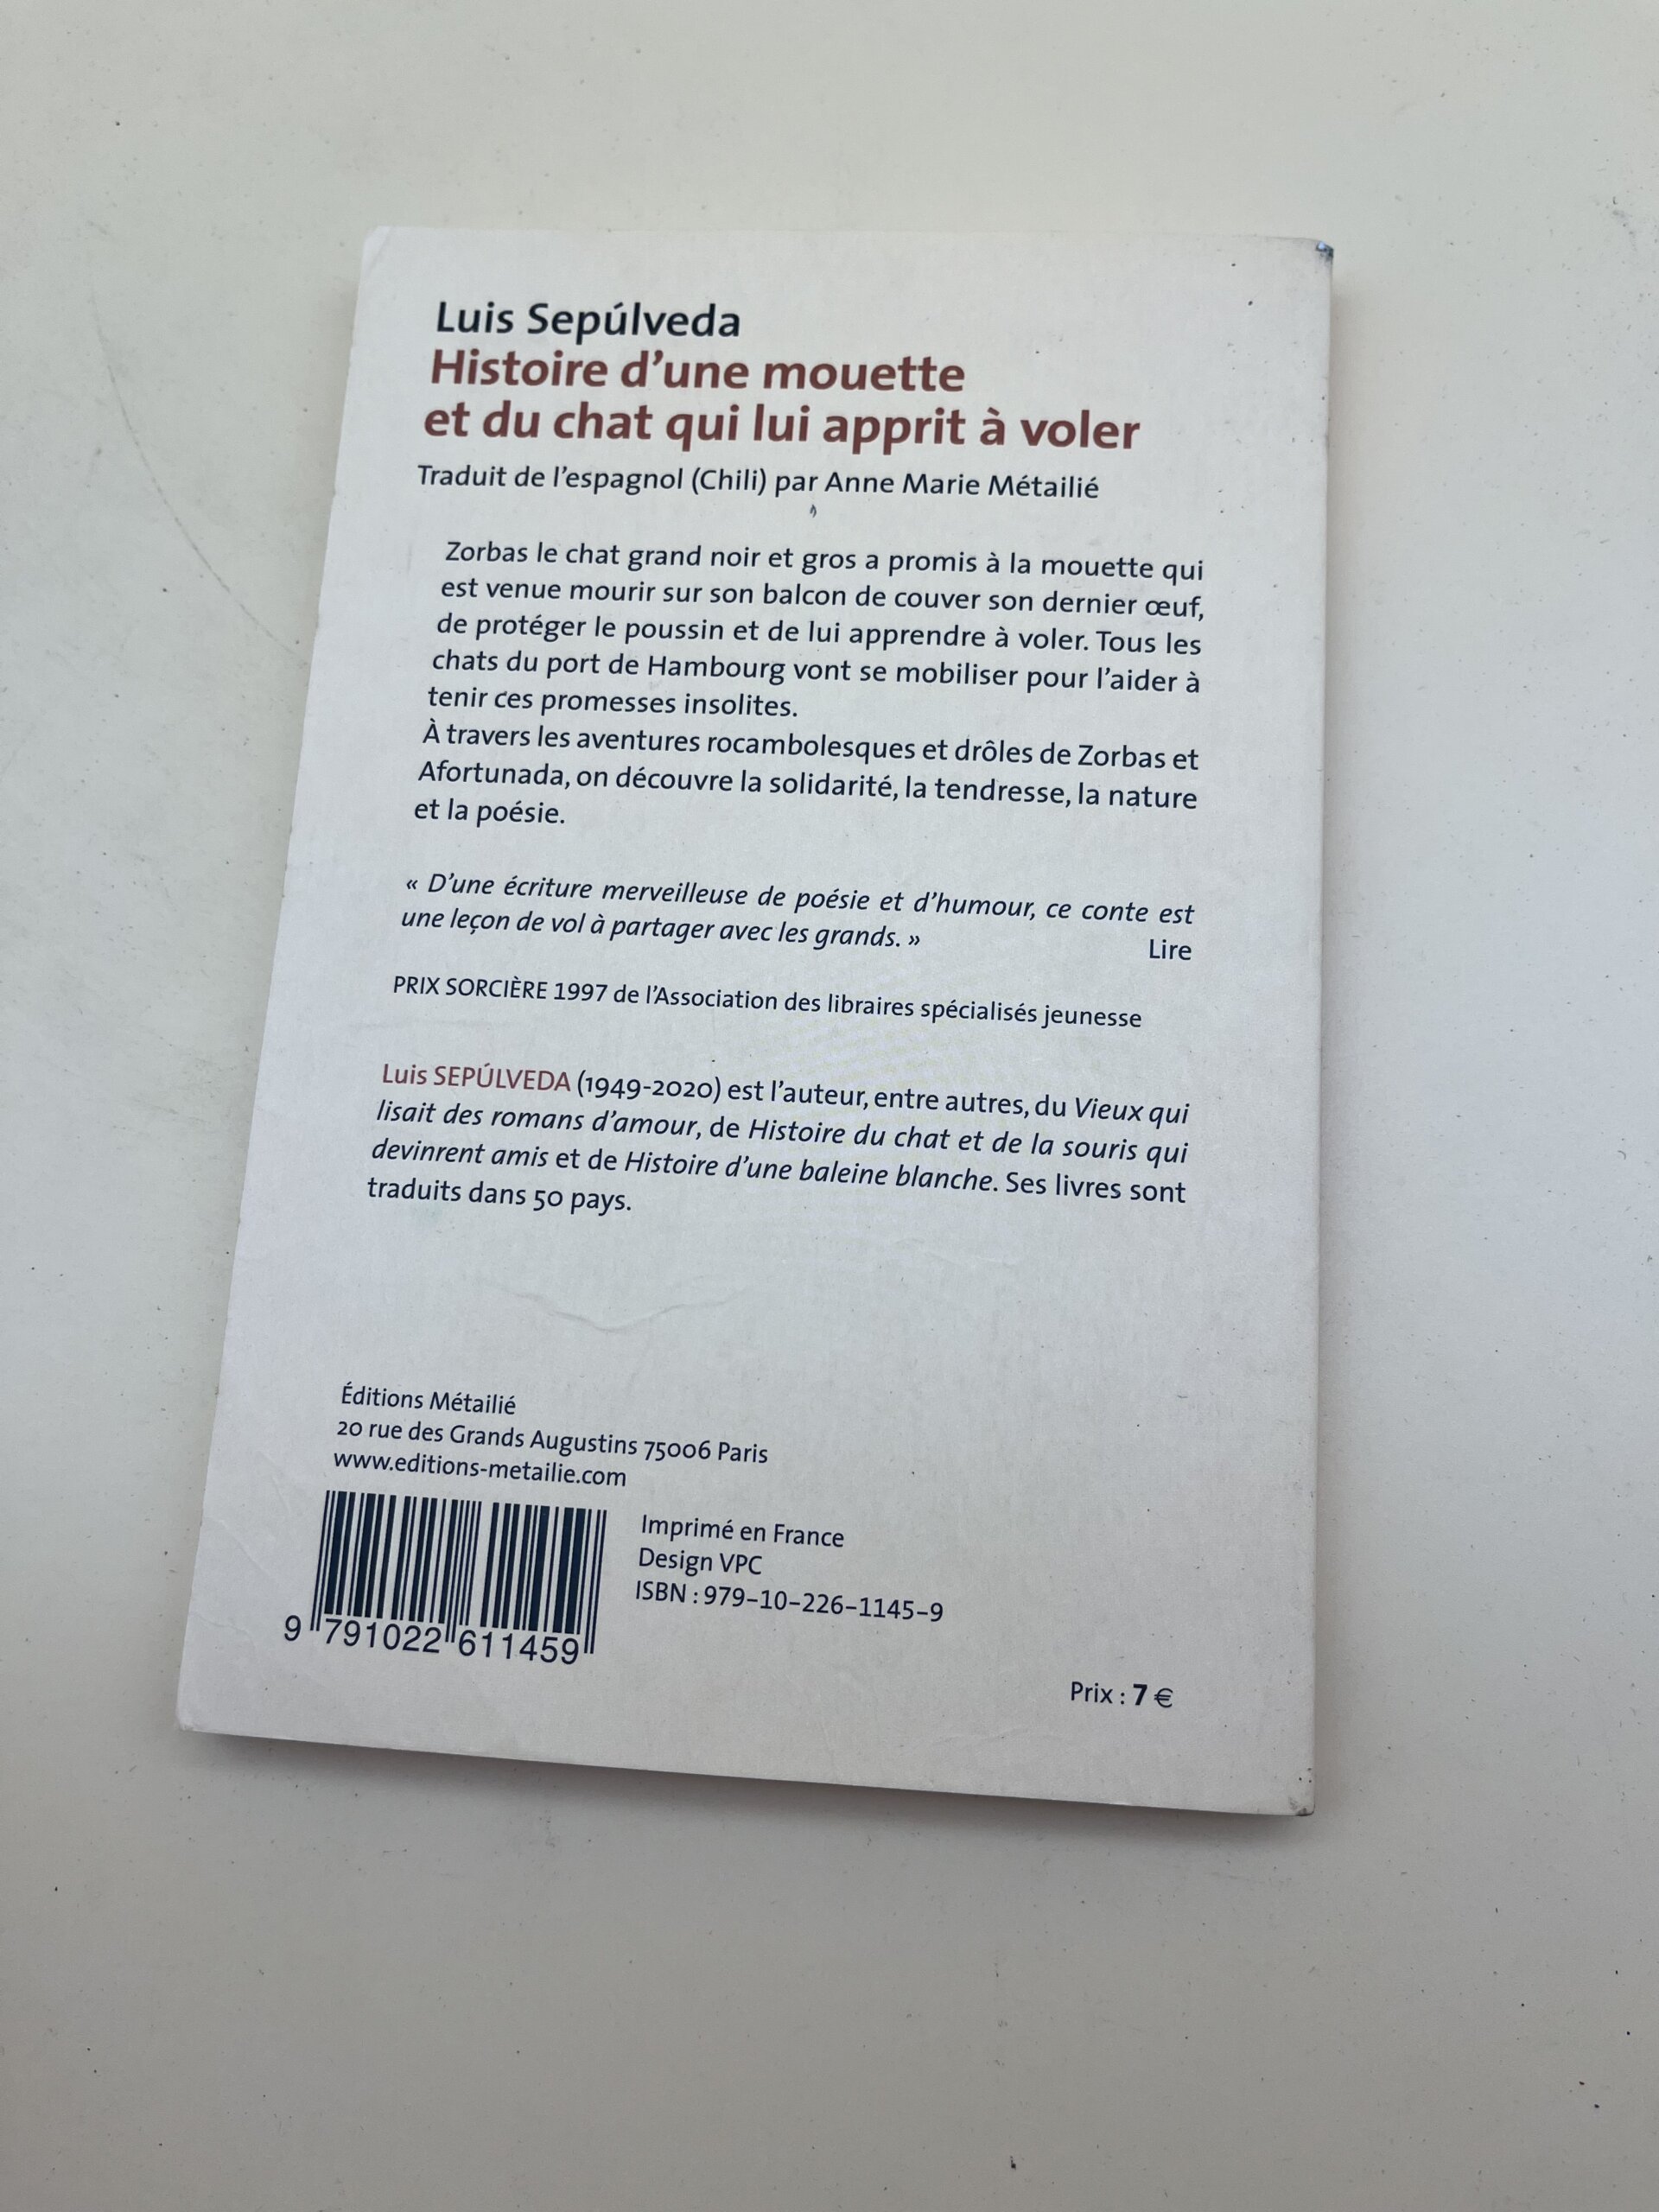 Luis Sepúlveda
Histoire d'une mouette
et du chat qui lui apprit à voler
Traduit de l'espagnol (Chili) par Anne Marie Métailié
Zorbas le chat grand noir et gros a promis à la mouette qui
est venue mourir sur son balcon de couver son dernier œuf,
de protéger le poussin et de lui apprendre à voler. Tous les
chats du port de Hambourg vont se mobiliser pour l'aider à
tenir ces promesses insolites.
À travers les aventures rocambolesques et drôles de Zorbas et
Afortunada, on découvre la solidarité, la tendresse, la nature
et la poésie.
« D'une écriture merveilleuse de poésie et d'humour, ce conte est
une leçon de vol à partager avec les grands. » Lire
PRIX SORCIÈRE 1997 de l'Association des libraires spécialisés jeunesse
Luis SEPÚLVEDA (1949-2020) est l'auteur, entre autres, du Vieux qui
lisait des romans d'amour, de Histoire du chat et de la souris qui
devinrent amis et de Histoire d'une baleine blanche. Ses livres sont
traduits dans 50 pays.
Éditions Métailié
20 rue des Grands Augustins 75006 Paris
www.editions-metailie.com
Imprimé en France
Design VPC
ISBN : 979-10-226-1145-9
9 791022 611459
Prix : 7 €